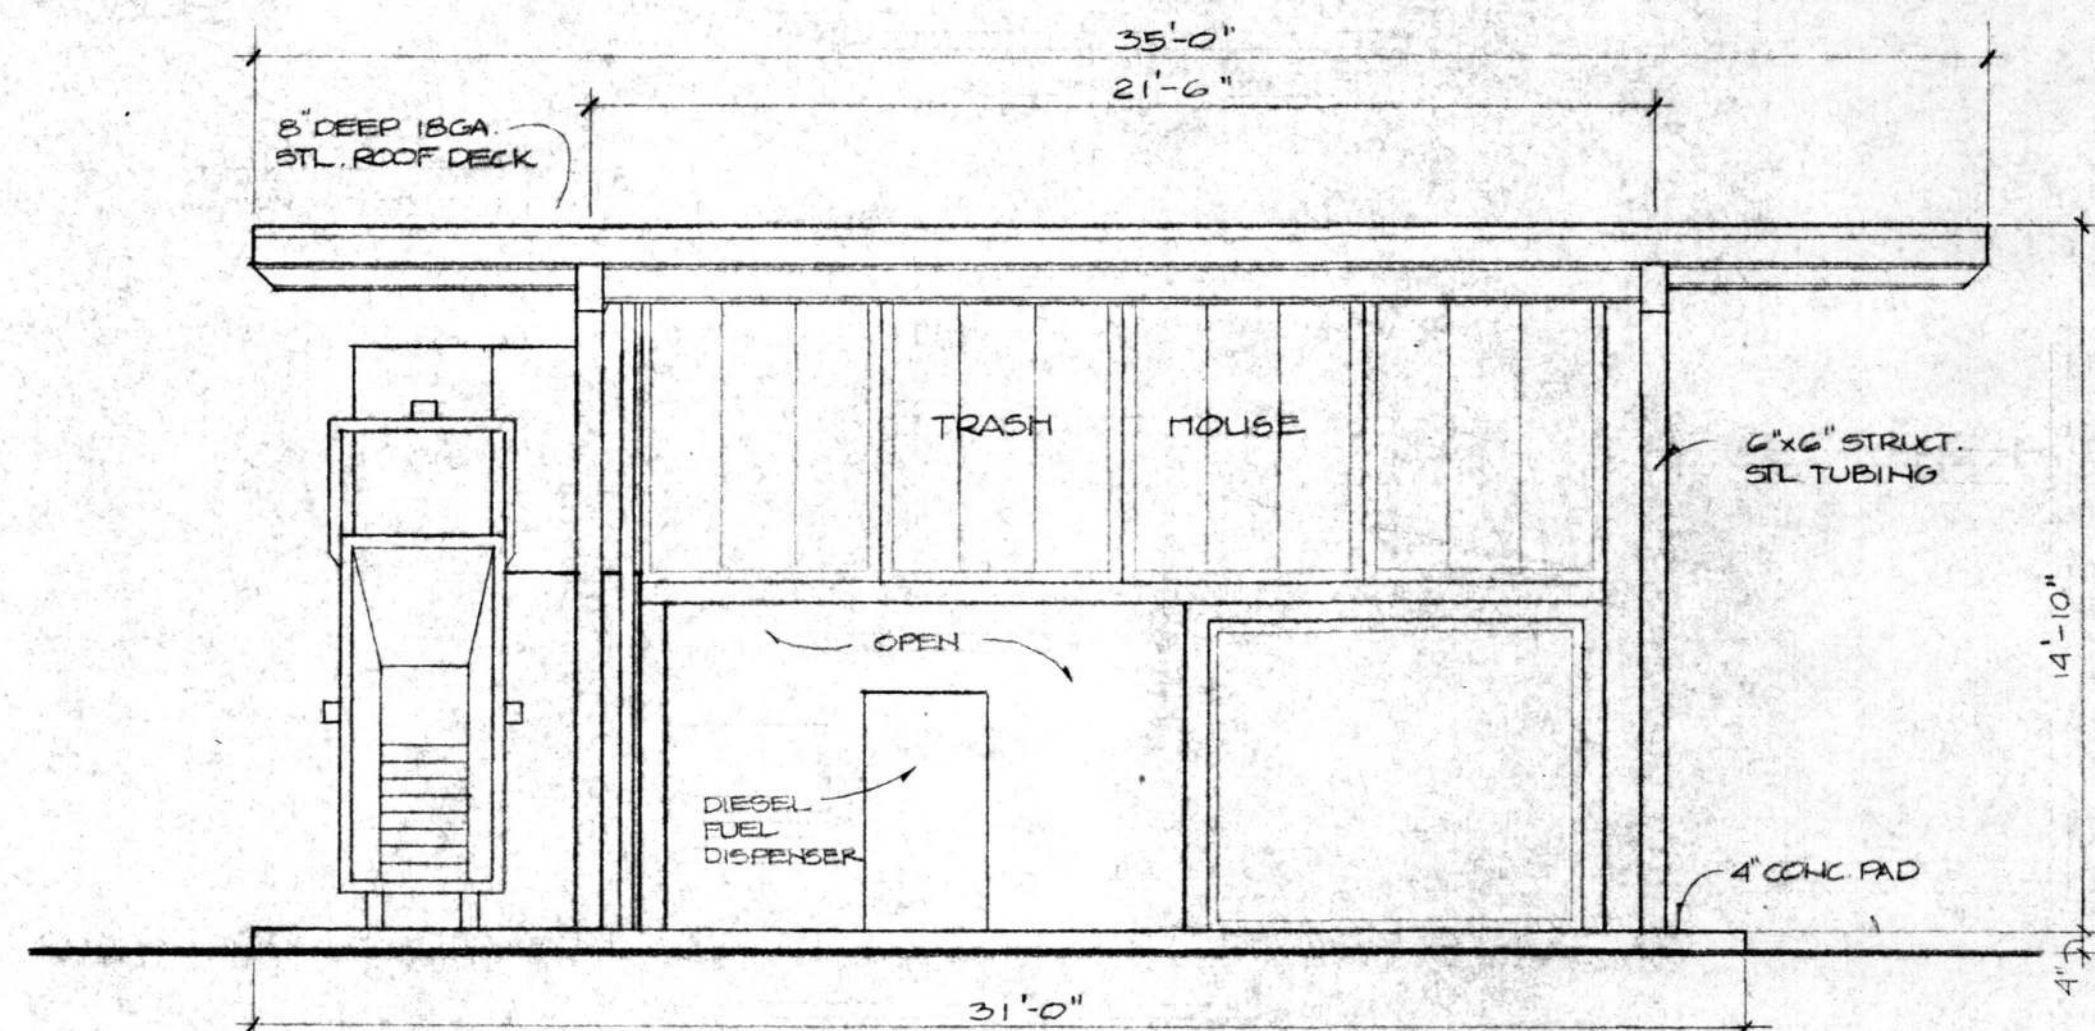 35'-0"
21'-6"
8" DEEP 18GA.
STL. ROOF DECK
TRASH HOUSE
6"x6" STRUCT.
STL TUBING
14'-10"
OPEN
DIESEL
FUEL
DISPENSER
4" CONC. PAD
4"
31'-0"